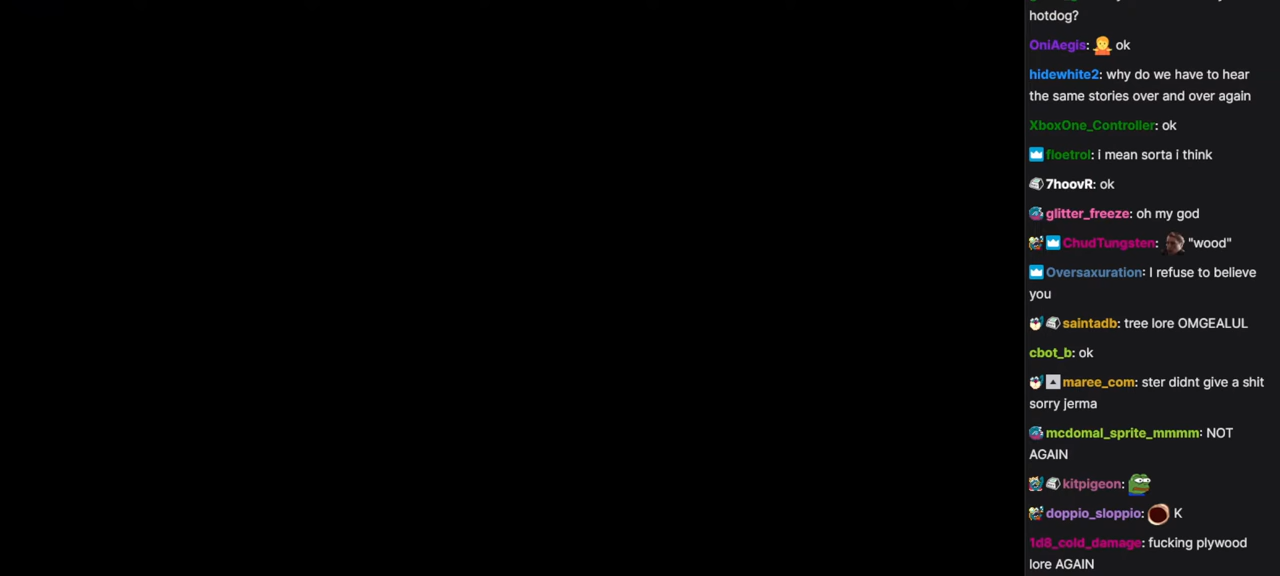 hotdog?
OniAegis: ok
hidewhite2: why do we have to hear
the same stories over and over again
XboxOne_Controller: ok
floetrol: i mean sorta i think
7hoovR: ok
glitter_freeze: oh my god
ChudTungsten: "wood"
Oversaxuration: I refuse to believe
you
saintadb: tree lore OMGEALUL
cbot_b: ok
maree_com: ster didnt give a shit
sorry jerma
mcdomal_sprite_mmmm: NOT
AGAIN
kitpigeon:
doppio_sloppio: K
1d8_cold_damage: fucking plywood
lore AGAIN